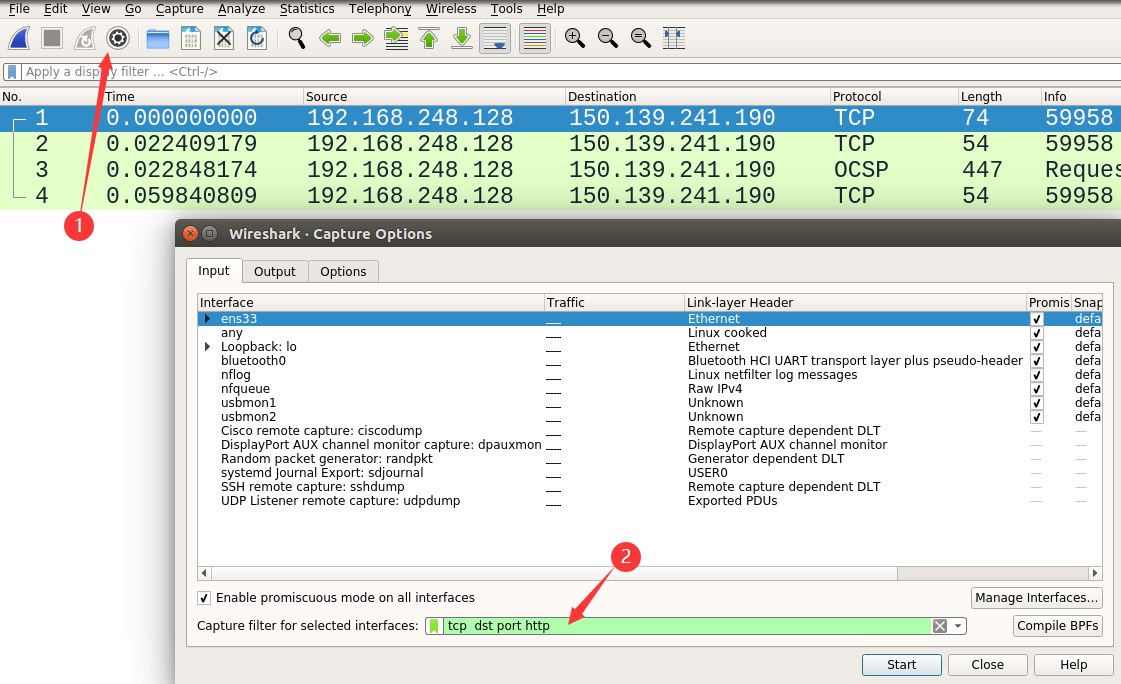 File Edit View Go Capture Analyze Statistics Telephony Wireless Tools Help
Apply a display filter ... <Ctrl-/>
No. Time Source Destination Protocol Length Info
1 0.000000000 192.168.248.128 150.139.241.190 TCP 74 59958
2 0.022409179 192.168.248.128 150.139.241.190 TCP 54 59958
3 0.022848174 192.168.248.128 150.139.241.190 OCSP 447 Reques
4 0.059840809 192.168.248.128 150.139.241.190 TCP 54 59958
1
Wireshark · Capture Options
Input Output Options
Interface Traffic Link-layer Header Promis Snap
ens33 Ethernet defa
any Linux cooked defa
Loopback: lo Ethernet defa
bluetooth0 Bluetooth HCI UART transport layer plus pseudo-header defa
nflog Linux netfilter log messages defa
nfqueue Raw IPv4 defa
usbmon1 Unknown defa
usbmon2 Unknown defa
Cisco remote capture: ciscodump Remote capture dependent DLT — —
DisplayPort AUX channel monitor capture: dpauxmon DisplayPort AUX channel monitor — —
Random packet generator: randpkt Generator dependent DLT — —
systemd Journal Export: sdjournal USER0 — —
SSH remote capture: sshdump Remote capture dependent DLT — —
UDP Listener remote capture: udpdump Exported PDUs — —
2
Enable promiscuous mode on all interfaces Manage Interfaces...
Capture filter for selected interfaces: tcp dst port http Compile BPFs
Start Close Help